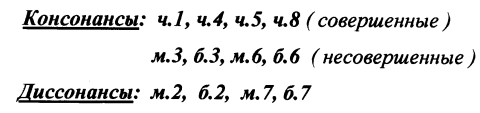 Консонансы: ч.1, ч.4, ч.5, ч.8 ( совершенные )
м.3, б.3, м.6, б.6 ( несовершенные )
Диссонансы: м.2, б.2, м.7, б.7